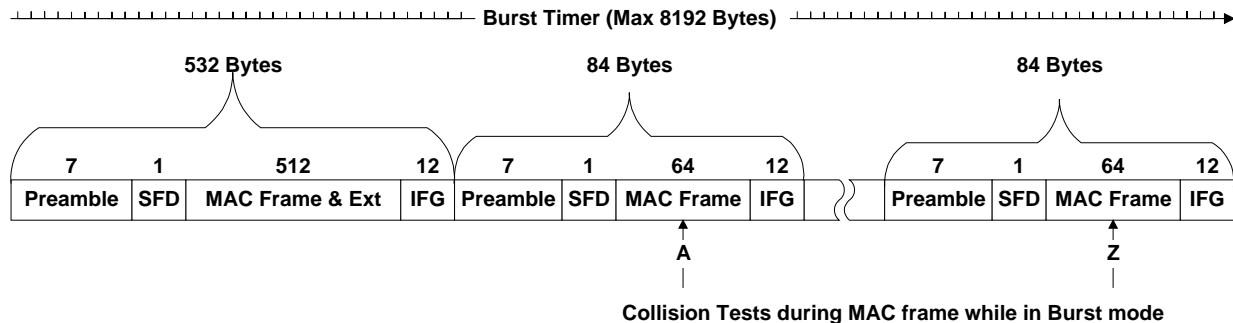 Burst Timer (Max 8192 Bytes)
532 Bytes 84 Bytes 84 Bytes
7 1 512 12 7 1 64 12 7 1 64 12
Preamble SFD MAC Frame & Ext IFG Preamble SFD MAC Frame IFG Preamble SFD MAC Frame IFG
A Z
Collision Tests during MAC frame while in Burst mode